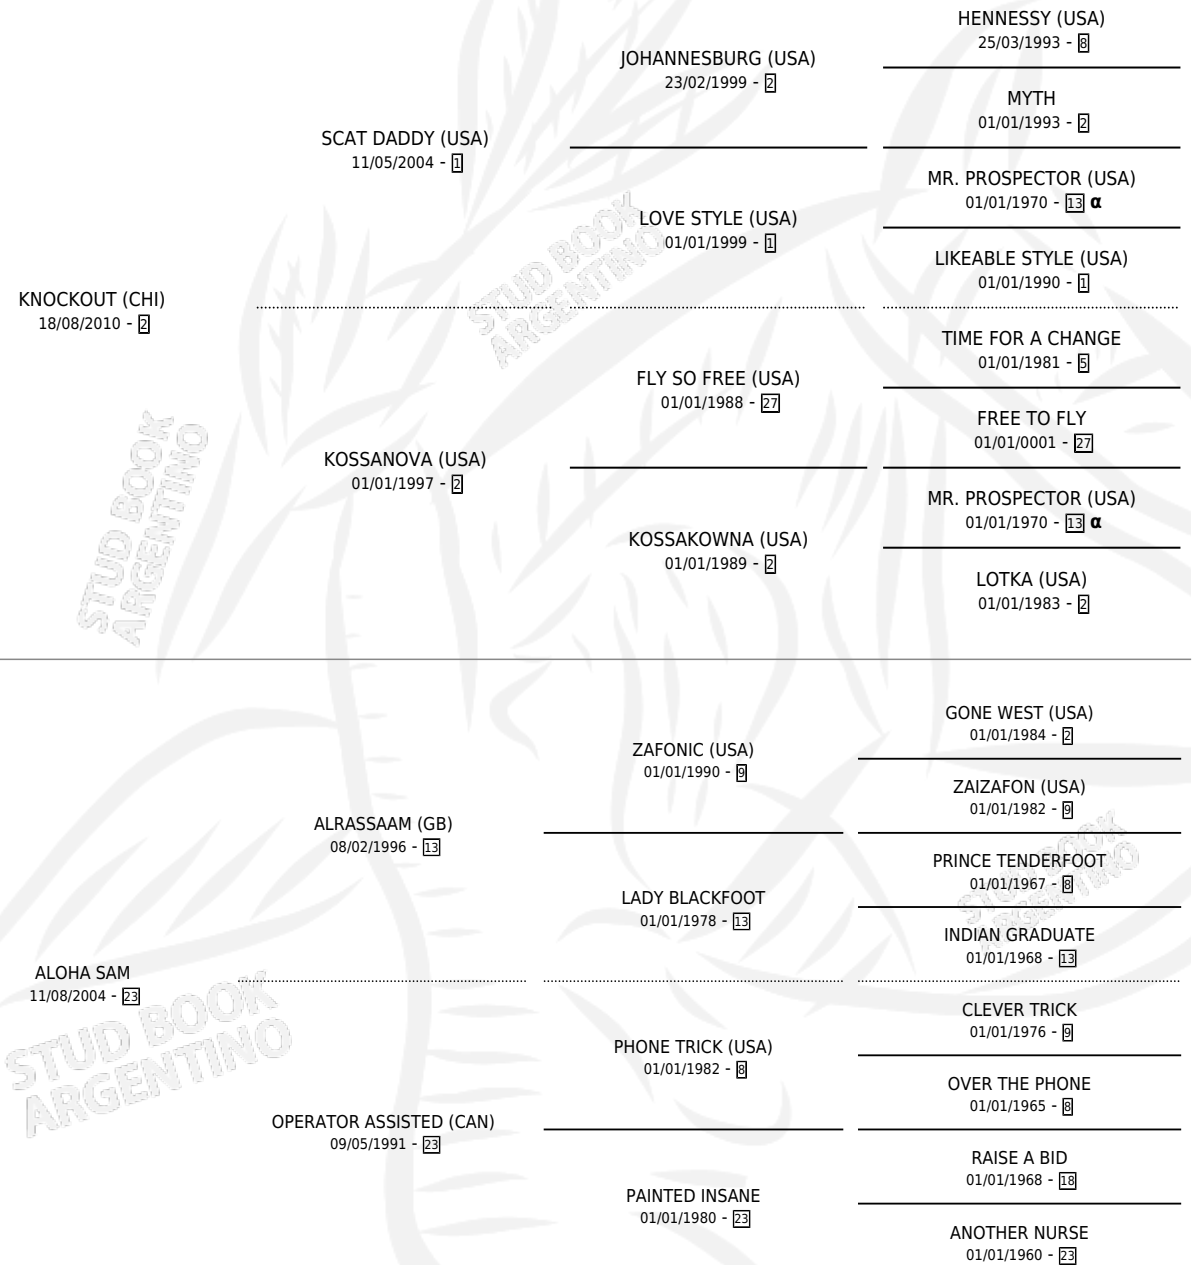 HENNESSY (USA)
25/03/1993 - 8
JOHANNESBURG (USA)
23/02/1999 - 2
MYTH
01/01/1993 - 2
SCAT DADDY (USA)
11/05/2004 - 1
MR. PROSPECTOR (USA)
01/01/1970 - 13 α
LOVE STYLE (USA)
01/01/1999 - 1
LIKEABLE STYLE (USA)
01/01/1990 - 1
KNOCKOUT (CHI)
18/08/2010 - 2
TIME FOR A CHANGE
01/01/1981 - 5
FLY SO FREE (USA)
01/01/1988 - 27
FREE TO FLY
01/01/0001 - 27
KOSSANOVA (USA)
01/01/1997 - 2
MR. PROSPECTOR (USA)
01/01/1970 - 13 α
KOSSAKOWNA (USA)
01/01/1989 - 2
LOTKA (USA)
01/01/1983 - 2
GONE WEST (USA)
01/01/1984 - 2
ZAFONIC (USA)
01/01/1990 - 9
ZAIZAFON (USA)
01/01/1982 - 9
ALRASSAAM (GB)
08/02/1996 - 13
PRINCE TENDERFOOT
01/01/1967 - 8
LADY BLACKFOOT
01/01/1978 - 13
INDIAN GRADUATE
01/01/1968 - 13
ALOHA SAM
11/08/2004 - 23
CLEVER TRICK
01/01/1976 - 9
PHONE TRICK (USA)
01/01/1982 - 8
OVER THE PHONE
01/01/1965 - 8
OPERATOR ASSISTED (CAN)
09/05/1991 - 23
RAISE A BID
01/01/1968 - 18
PAINTED INSANE
01/01/1980 - 23
ANOTHER NURSE
01/01/1960 - 23
STUD BOOK
ARGENTINO
STUD BOOK
ARGENTINO
STUD BOOK
ARGENTINO
STUD BOOK
ARGENTINO